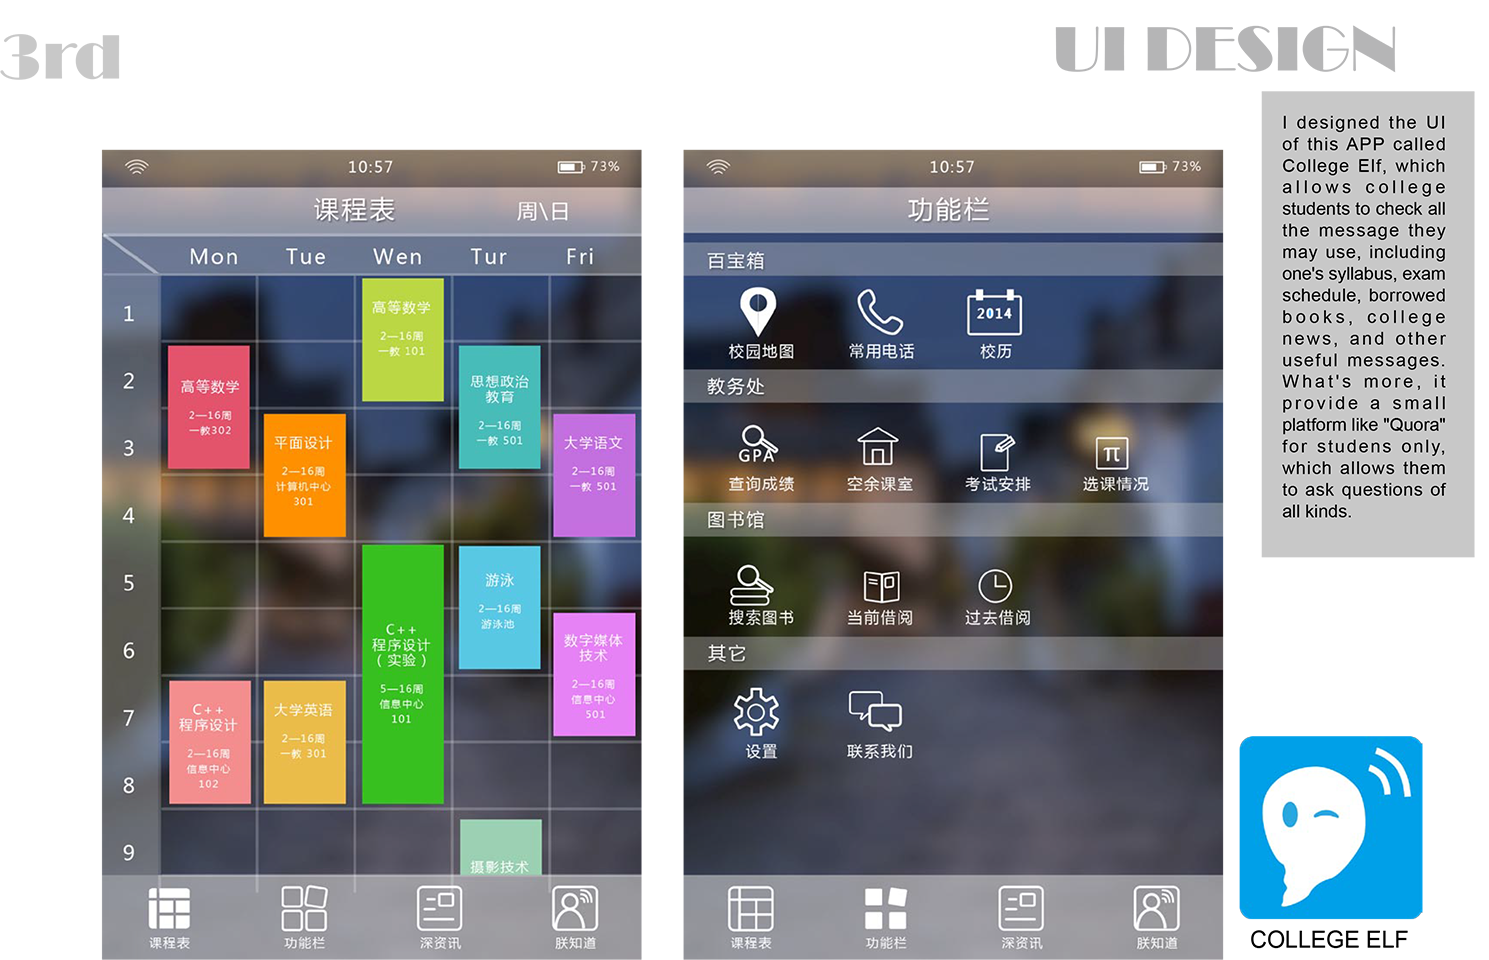 3rd
UI DESIGN
10:57
73%
课程表
周\日
Mon Tue Wen Tur Fri
1
2
3
4
5
6
7
8
9
高等数学
2—16周
一教302
C++
程序设计
2—16周
信息中心
102
平面设计
2—16周
计算机中心
301
大学英语
2—16周
一教 301
高等数学
2—16周
一教 101
C++
程序设计
(实验)
5—16周
信息中心
101
思想政治
教育
2—16周
一教 501
游泳
2—16周
游泳池
摄影技术
大学语文
2—16周
一教 501
数字媒体
技术
2—16周
信息中心
501
课程表 功能栏 深资讯 朕知道
10:57
73%
功能栏
百宝箱
2014
校园地图 常用电话 校历
教务处
GPA
π
查询成绩 空余课室 考试安排 选课情况
图书馆
搜索图书 当前借阅 过去借阅
其它
设置 联系我们
课程表 功能栏 深资讯 朕知道
I designed the UI
of this APP called
College Elf, which
allows college
students to check all
the message they
may use, including
one's syllabus, exam
schedule, borrowed
books, college
news, and other
useful messages.
What's more, it
provide a small
platform like "Quora"
for studens only,
which allows them
to ask questions of
all kinds.
COLLEGE ELF